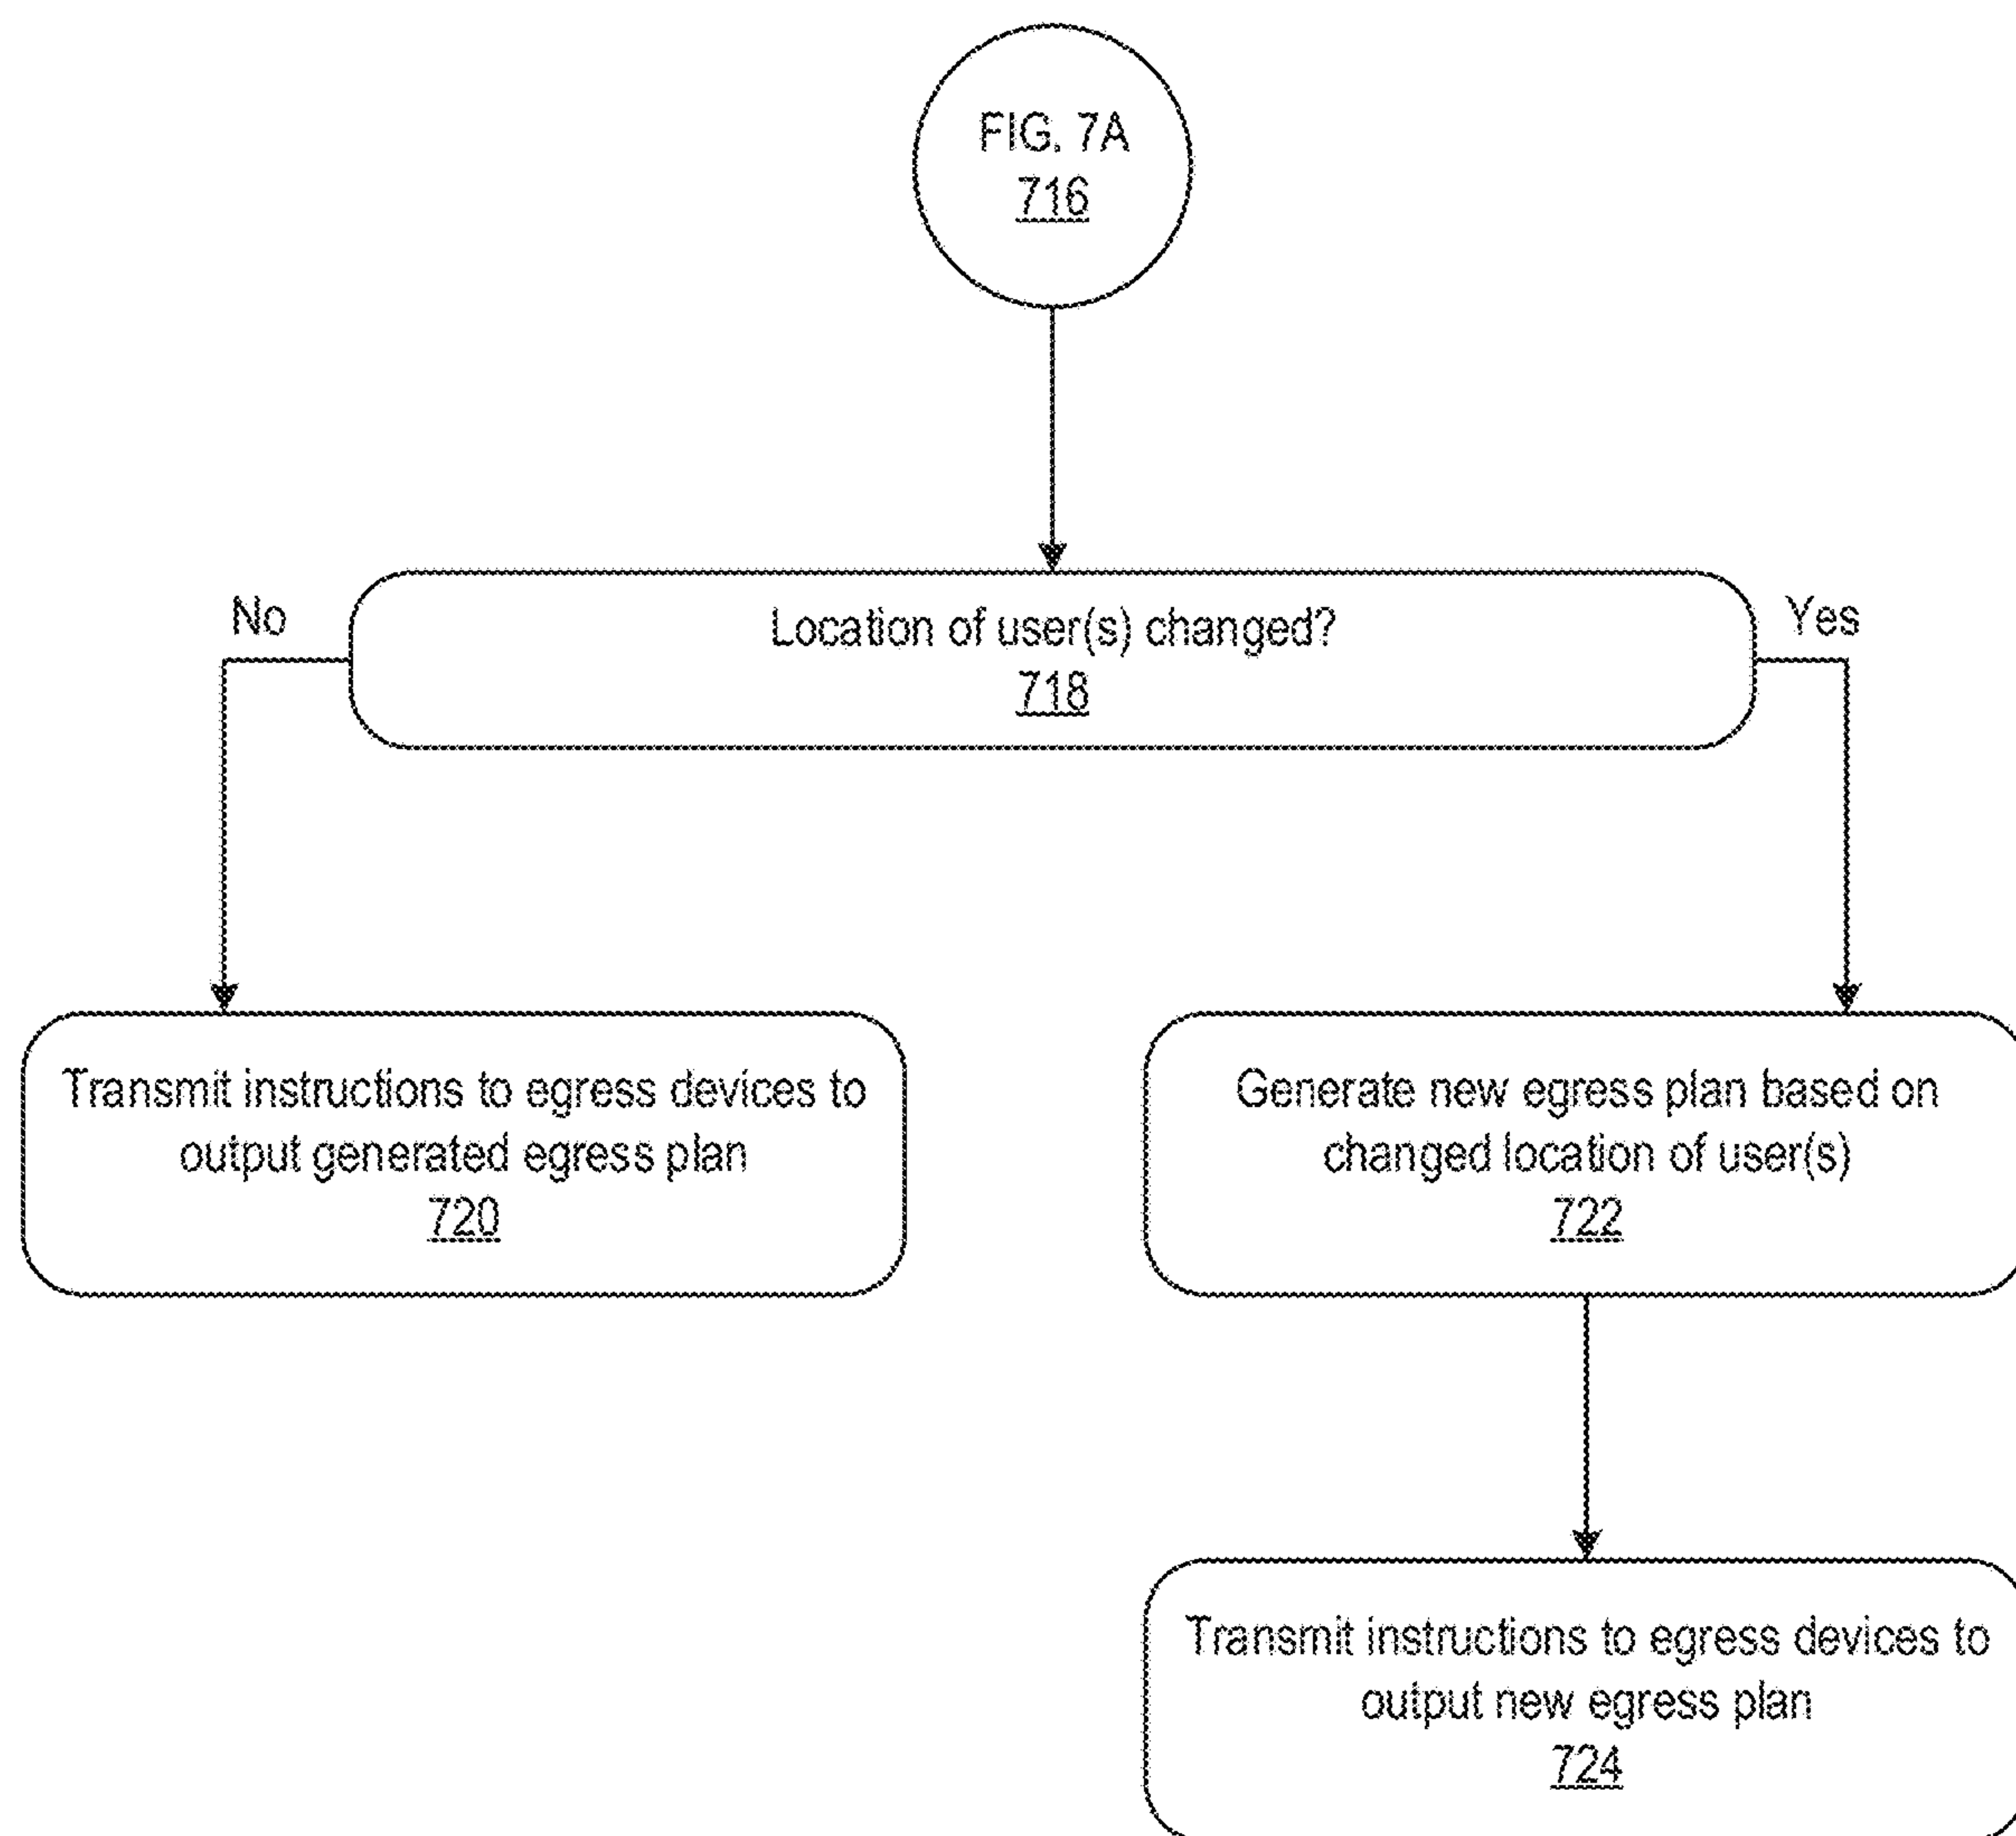 FIG. 7A
716
Location of user(s) changed?
718
No
Yes
Transmit instructions to egress devices to
output generated egress plan
720
Generate new egress plan based on
changed location of user(s)
722
Transmit instructions to egress devices to
output new egress plan
724